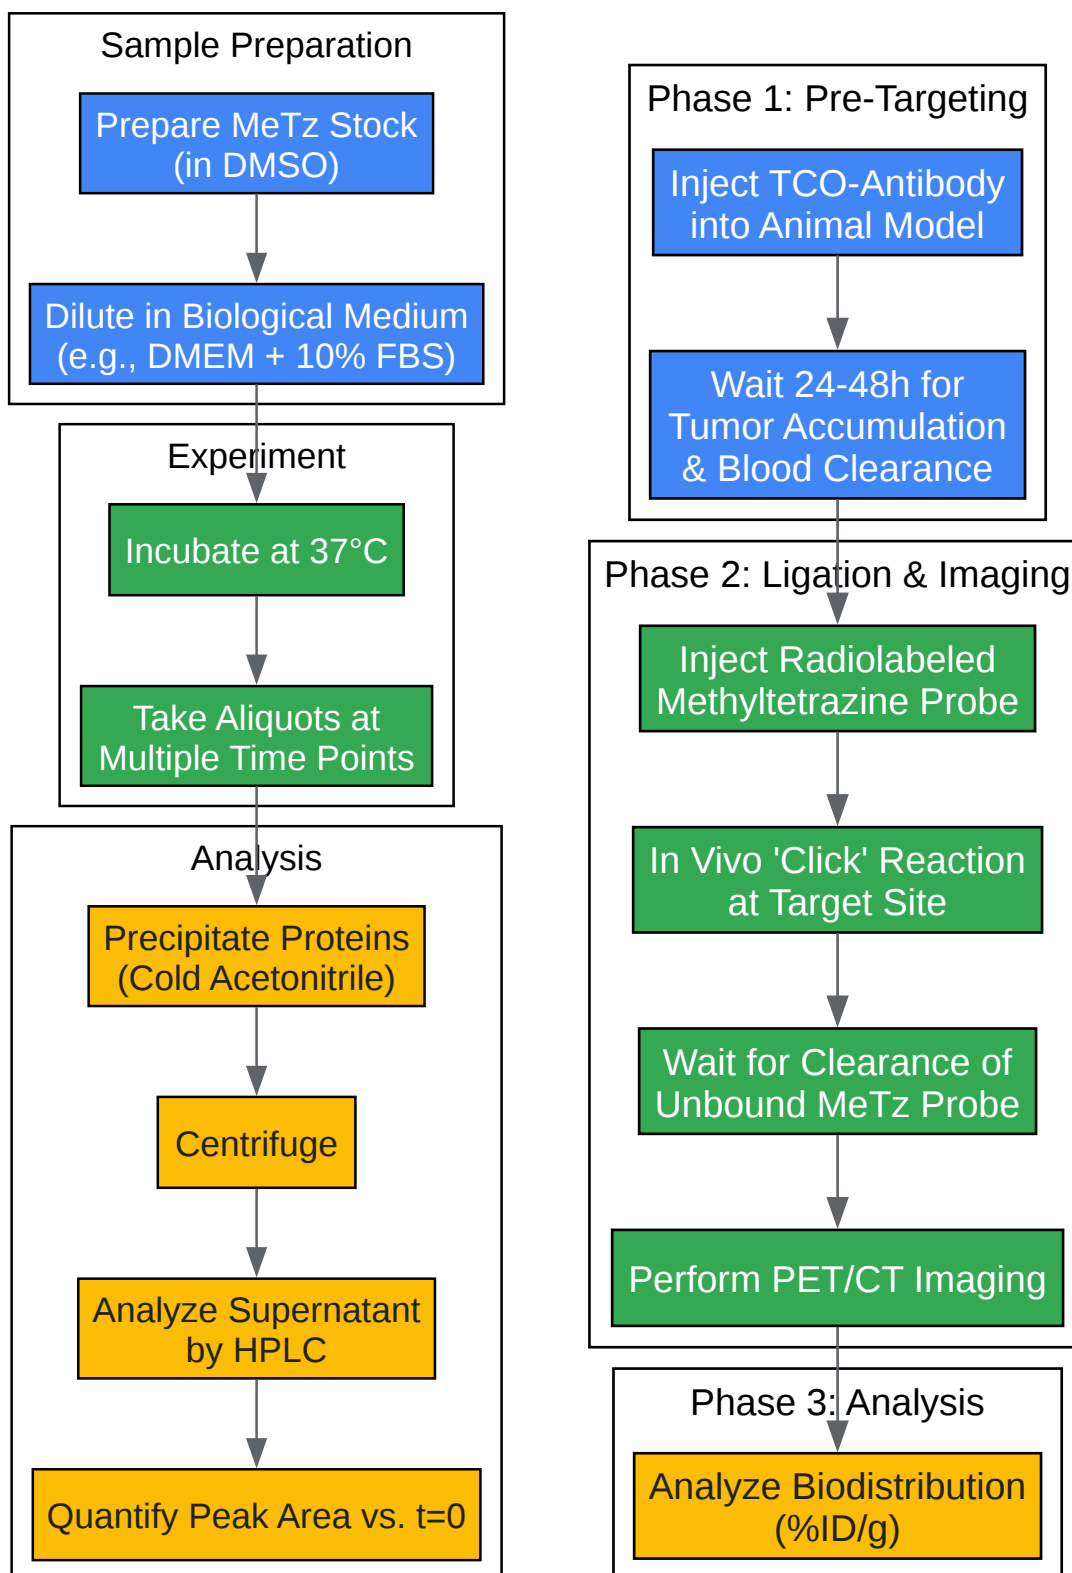 Sample Preparation
Prepare MeTz Stock
(in DMSO)
Dilute in Biological Medium
(e.g., DMEM + 10% FBS)
Experiment
Incubate at 37°C
Take Aliquots at
Multiple Time Points
Analysis
Precipitate Proteins
(Cold Acetonitrile)
Centrifuge
Analyze Supernatant
by HPLC
Quantify Peak Area vs. t=0
Phase 1: Pre-Targeting
Inject TCO-Antibody
into Animal Model
Wait 24-48h for
Tumor Accumulation
& Blood Clearance
Phase 2: Ligation & Imaging
Inject Radiolabeled
Methyltetrazine Probe
In Vivo 'Click' Reaction
at Target Site
Wait for Clearance of
Unbound MeTz Probe
Perform PET/CT Imaging
Phase 3: Analysis
Analyze Biodistribution
(%ID/g)